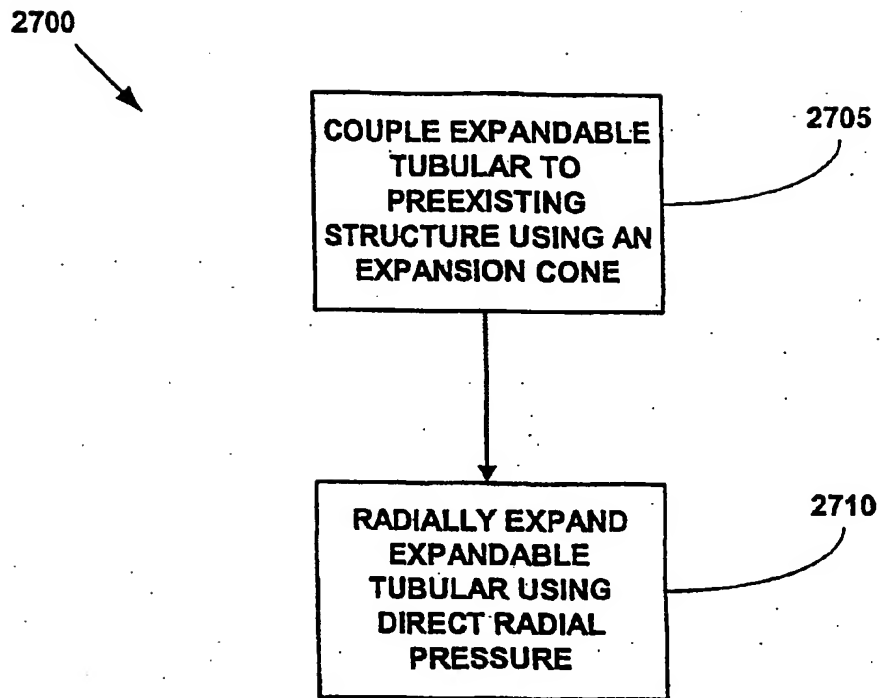 2700
COUPLE EXPANDABLE
TUBULAR TO
PREEXISTING
STRUCTURE USING AN
EXPANSION CONE
2705
RADIALLY EXPAND
EXPANDABLE
TUBULAR USING
DIRECT RADIAL
PRESSURE
2710